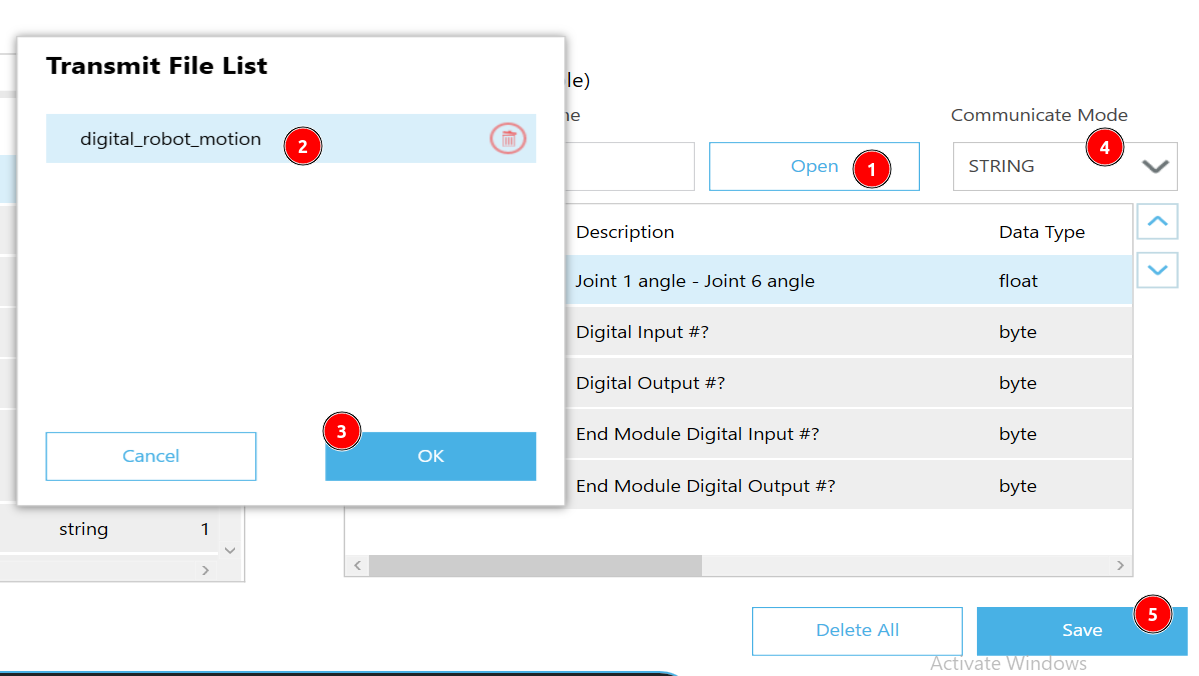 Transmit File List
le)
ne
Communicate Mode
digital_robot_motion
2
Open
1
STRING
4
Description
Data Type
Joint 1 angle - Joint 6 angle
float
Digital Input #?
byte
Digital Output #?
byte
3
Cancel
OK
End Module Digital Input #?
byte
End Module Digital Output #?
byte
string
1
Delete All
Save
5
Activate Windows